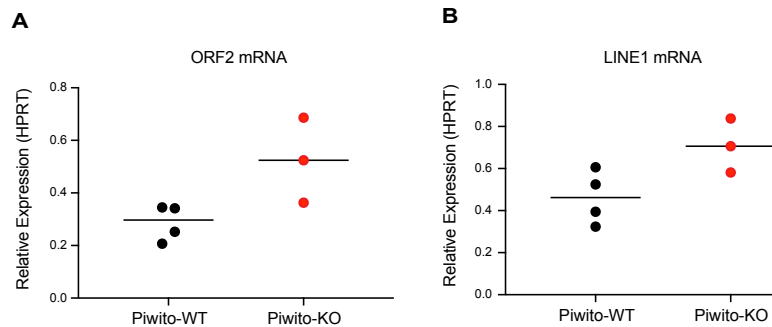 A
ORF2 mRNA
Relative Expression (HPRT)
0.8
0.6
0.4
0.2
0.0
Piwito-WT
Piwito-KO
B
LINE1 mRNA
Relative Expression (HPRT)
1.0
0.8
0.6
0.4
0.2
0.0
Piwito-WT
Piwito-KO